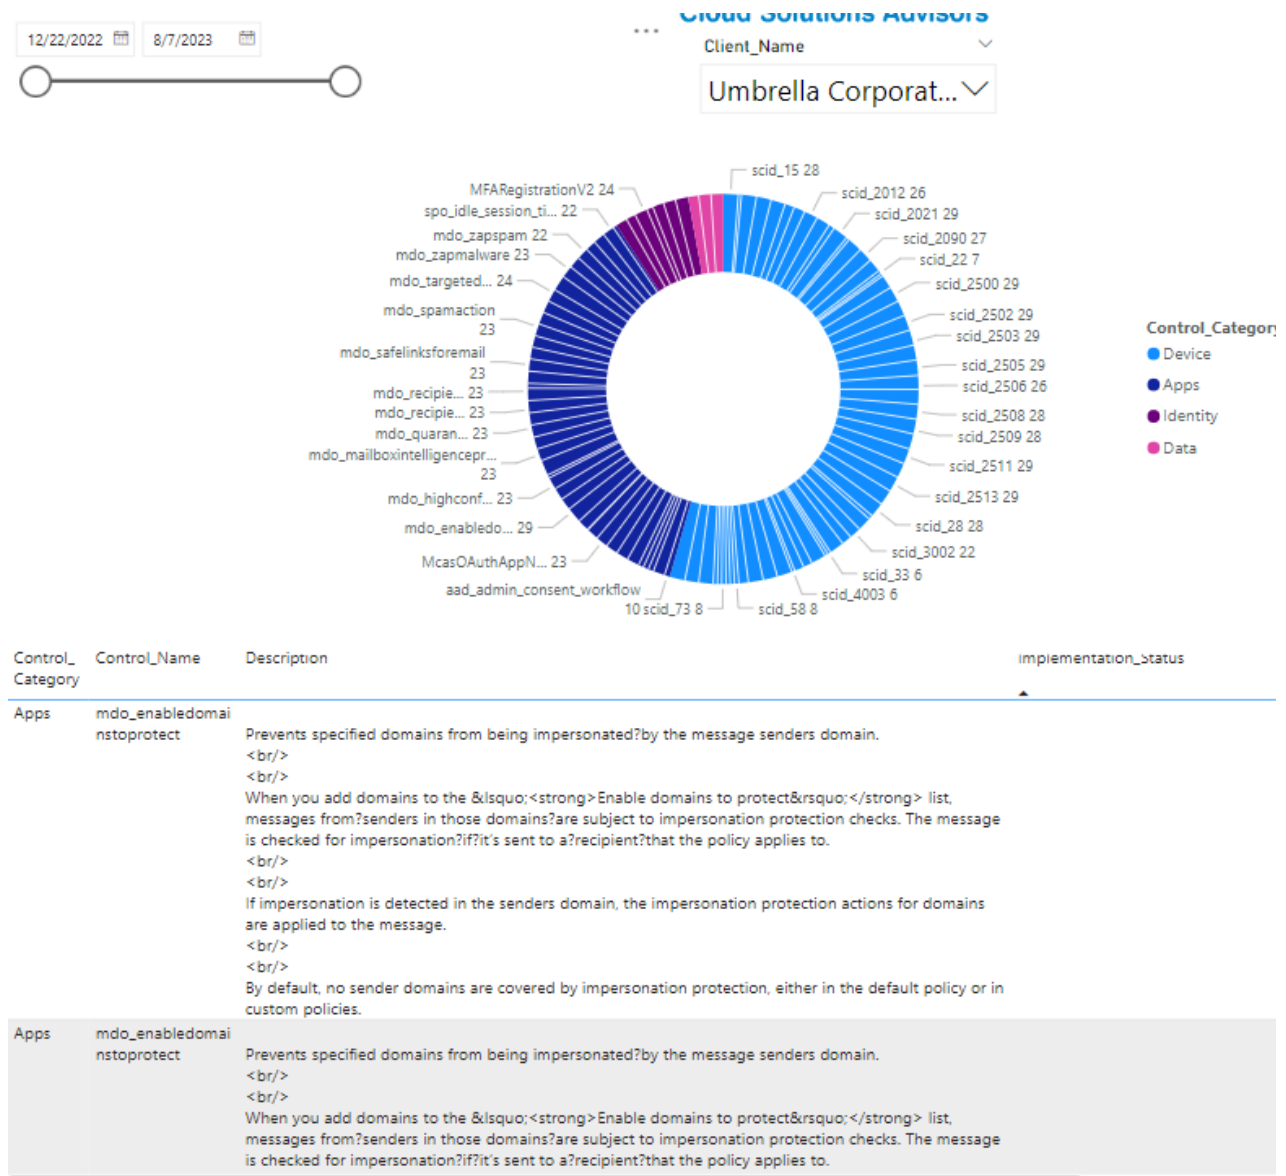 Cloud Solutions Advisors
12/22/2022
8/7/2023
Client_Name
Umbrella Corporat...
scid_15 28
scid_2012 26
scid_2021 29
scid_2090 27
scid_22 7
scid_2500 29
scid_2502 29
scid_2503 29
scid_2505 29
scid_2506 26
scid_2508 28
scid_2509 28
scid_2511 29
scid_2513 29
scid_28 28
scid_3002 22
scid_33 6
scid_4003 6
scid_58 8
scid_73 8
aad_admin_consent_workflow
10
McasOAuthAppN... 23
mdo_enabledo... 29
mdo_highconf... 23
mdo_mailboxintelligencepr...
23
mdo_quaran... 23
mdo_recipie... 23
mdo_recipie... 23
mdo_safelinksforemail
23
mdo_spamaction
23
mdo_targeted... 24
mdo_zapmalware 23
mdo_zapspam 22
spo_idle_session_ti... 22
MFARegistrationV2 24
Control_Category
Device
Apps
Identity
Data
Control_
Category
Control_Name
Description
Implementation_Status
Apps
mdo_enabledomai
nstoprotect
Prevents specified domains from being impersonated?by the message senders domain.
<br/>
<br/>
When you add domains to the &lsquo;<strong>Enable domains to protect&rsquo;</strong> list,
messages from?senders in those domains?are subject to impersonation protection checks. The message
is checked for impersonation?if?it's sent to a?recipient?that the policy applies to.
<br/>
<br/>
If impersonation is detected in the senders domain, the impersonation protection actions for domains
are applied to the message.
<br/>
<br/>
By default, no sender domains are covered by impersonation protection, either in the default policy or in
custom policies.
Apps
mdo_enabledomai
nstoprotect
Prevents specified domains from being impersonated?by the message senders domain.
<br/>
<br/>
When you add domains to the &lsquo;<strong>Enable domains to protect&rsquo;</strong> list,
messages from?senders in those domains?are subject to impersonation protection checks. The message
is checked for impersonation?if?it's sent to a?recipient?that the policy applies to.